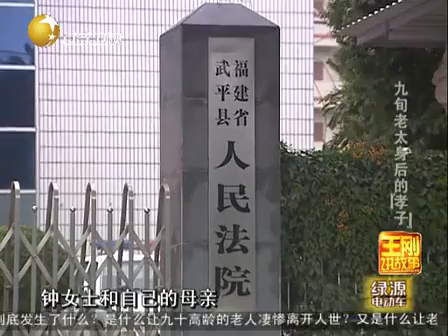 福建省
武平县
人民法院
九旬老太身后的孝子
王刚
讲故事
绿源
电动车
钟女士和自己的母亲
到底发生了什么？是什么让九十高龄的老人凄惨离开人世？又是什么让老